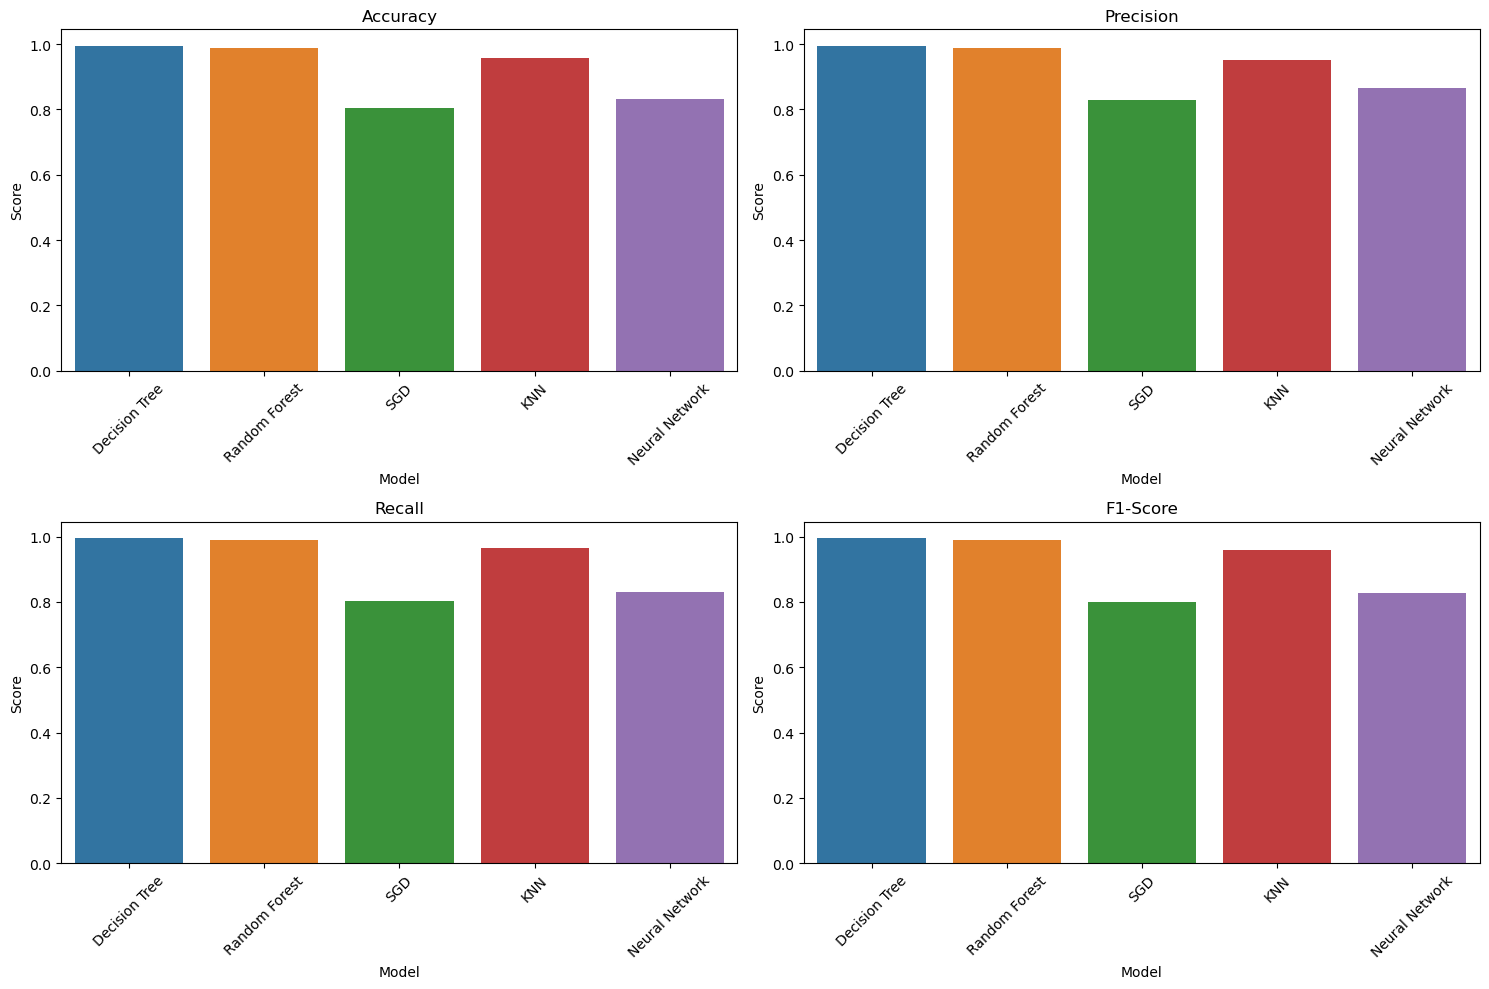 Accuracy
Score
1.0
0.8
0.6
0.4
0.2
0.0
Decision Tree
Random Forest
SGD
KNN
Neural Network
Model
Precision
Score
1.0
0.8
0.6
0.4
0.2
0.0
Decision Tree
Random Forest
SGD
KNN
Neural Network
Model
Recall
Score
1.0
0.8
0.6
0.4
0.2
0.0
Decision Tree
Random Forest
SGD
KNN
Neural Network
Model
F1-Score
Score
1.0
0.8
0.6
0.4
0.2
0.0
Decision Tree
Random Forest
SGD
KNN
Neural Network
Model